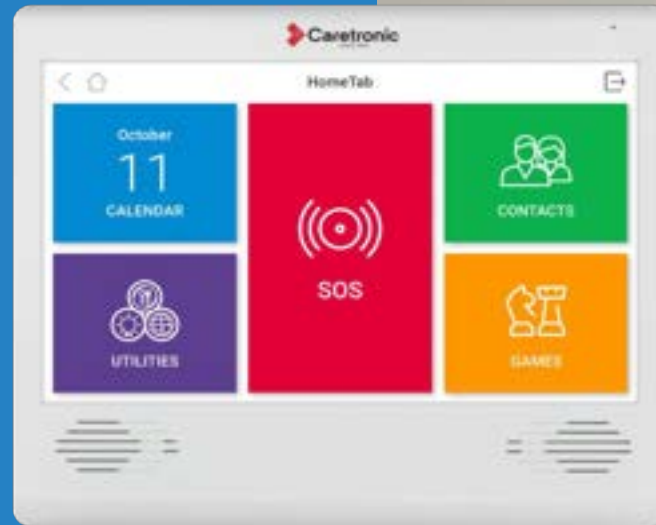 Caretronic
HomeTab
October
11
CALENDAR
SOS
CONTACTS
UTILITIES
GAMES